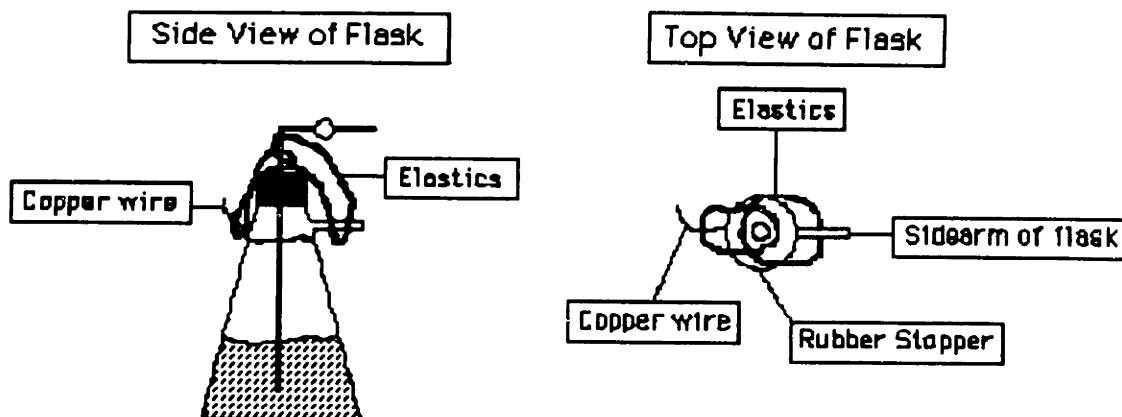 Side View of Flask
Top View of Flask
Elastics
Copper wire
Elastics
Sidearm of flask
Copper wire
Rubber Stopper